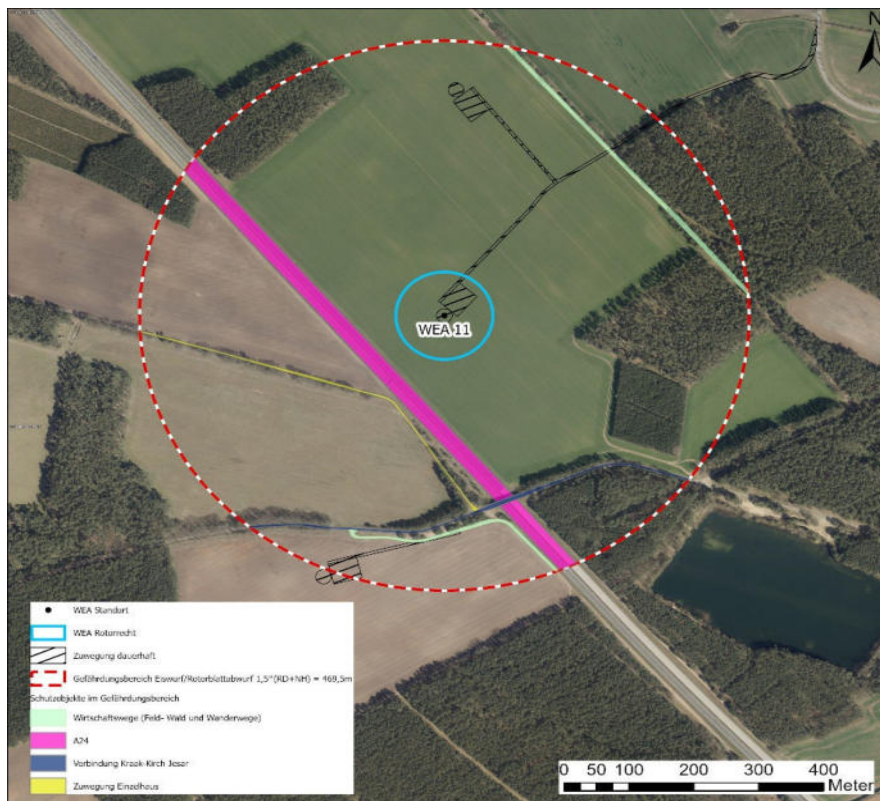 N
WEA 11
WEA Standort
WEA Rotorrecht
Zuwegung dauerhaft
Gefährdungsbereich Eiswurf/Rotorblattabwurf 1,5*(RD+NH) = 469,5m
Schutzobjekte im Gefährdungsbereich
Wirtschaftswege (Feld- Wald und Wanderwege)
A24
Verbindung Kraak-Kirch Jesar
Zuwegung Einzelhaus
0 50 100 200 300 400
Meter